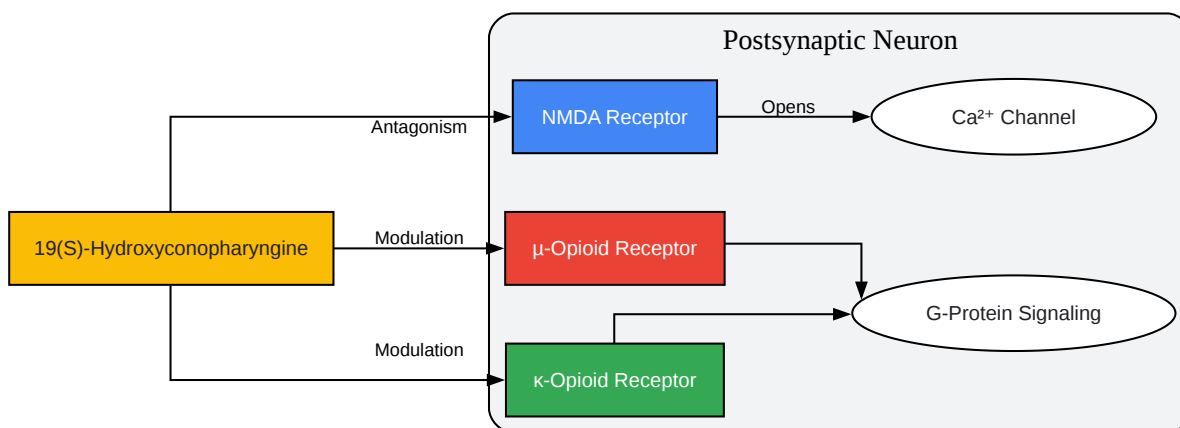 Postsynaptic Neuron
NMDA Receptor
Opens
Ca²⁺ Channel
Antagonism
19(S)-Hydroxyconopharyngine
Modulation
μ-Opioid Receptor
G-Protein Signaling
Modulation
κ-Opioid Receptor